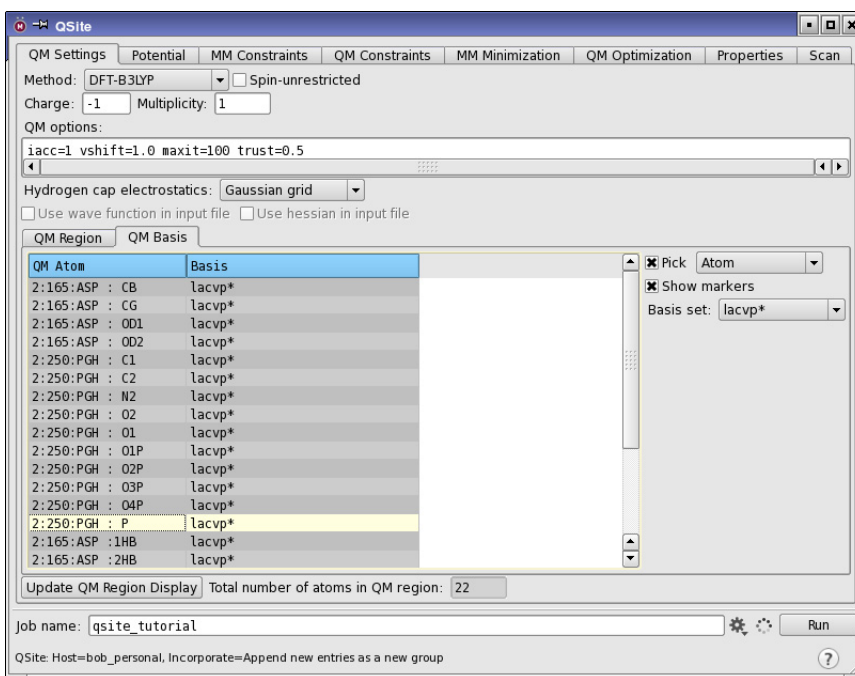 QSite
QM Settings Potential MM Constraints QM Constraints MM Minimization QM Optimization Properties Scan
Method: DFT-B3LYP Spin-unrestricted
Charge: -1 Multiplicity: 1
QM options:
iacc=1 vshift=1.0 maxit=100 trust=0.5
Hydrogen cap electrostatics: Gaussian grid
Use wave function in input file Use hessian in input file
QM Region QM Basis
QM Atom Basis
2:165:ASP : CB lacvp*
2:165:ASP : CG lacvp*
2:165:ASP : OD1 lacvp*
2:165:ASP : OD2 lacvp*
2:250:PGH : C1 lacvp*
2:250:PGH : C2 lacvp*
2:250:PGH : N2 lacvp*
2:250:PGH : O2 lacvp*
2:250:PGH : O1 lacvp*
2:250:PGH : O1P lacvp*
2:250:PGH : O2P lacvp*
2:250:PGH : O3P lacvp*
2:250:PGH : O4P lacvp*
2:250:PGH : P lacvp*
2:165:ASP :1HB lacvp*
2:165:ASP :2HB lacvp*
Pick Atom
Show markers
Basis set: lacvp*
Update QM Region Display Total number of atoms in QM region: 22
Job name: qsite_tutorial Run
QSite: Host=bob_personal, Incorporate=Append new entries as a new group ?